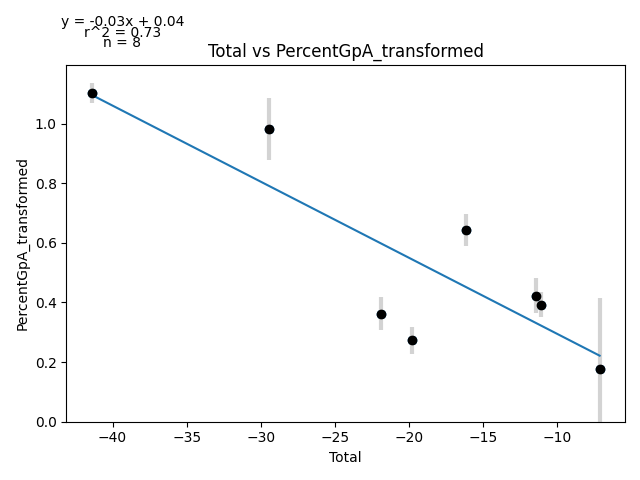 y = -0.03x + 0.04
r^2 = 0.73
n = 8
Total vs PercentGpA_transformed
PercentGpA_transformed
1.0
0.8
0.6
0.4
0.2
0.0
−40 −35 −30 −25 −20 −15 −10
Total